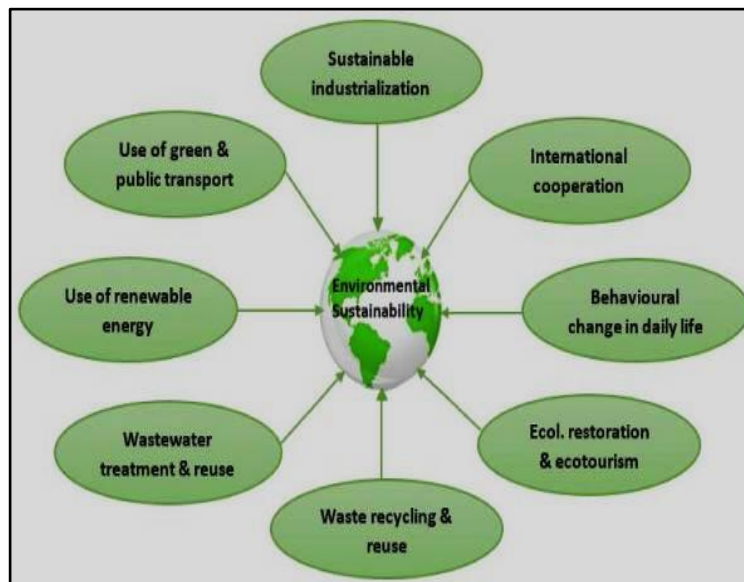 Sustainable
industrialization
International
cooperation
Behavioural
change in daily life
Ecol. restoration
& ecotourism
Waste recycling &
reuse
Wastewater
treatment & reuse
Use of renewable
energy
Use of green &
public transport
Environmental
Sustainability